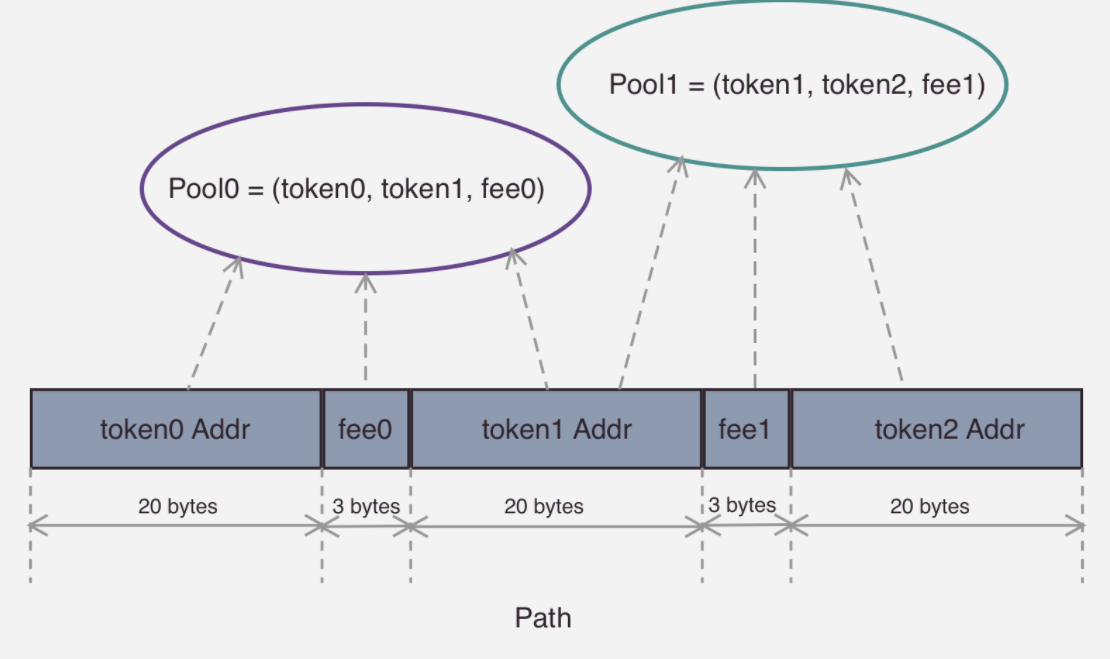 Pool1 = (token1, token2, fee1)
Pool0 = (token0, token1, fee0)
token0 Addr
fee0
token1 Addr
fee1
token2 Addr
20 bytes
3 bytes
20 bytes
3 bytes
20 bytes
Path